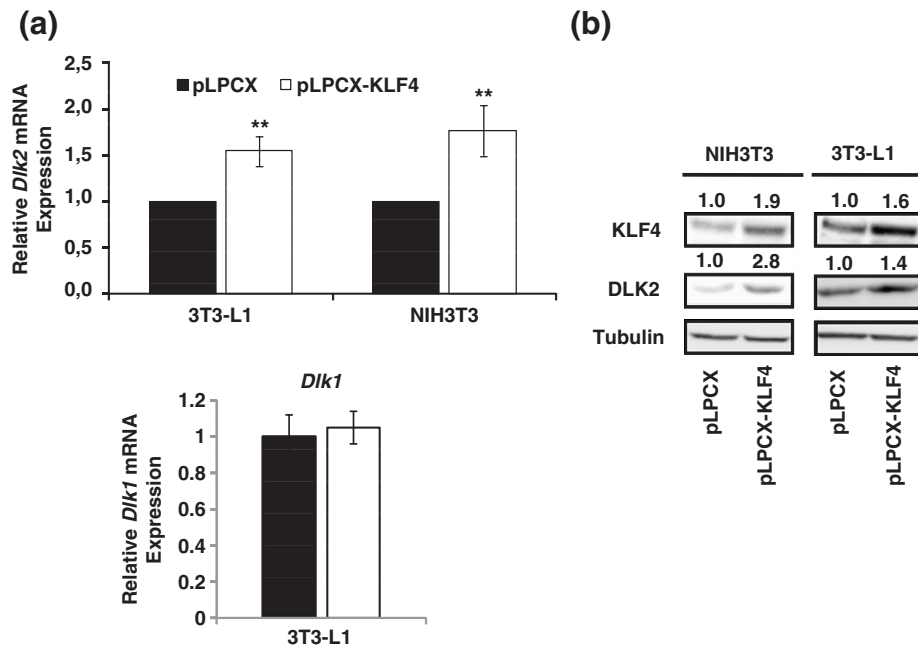 (a)
Relative Dlk2 mRNA
Expression
2,5
2,0
1,5
1,0
0,5
0,0
pLPCX
pLPCX-KLF4
**
**
3T3-L1
NIH3T3
Dlk1
Relative Dlk1 mRNA
Expression
1.2
1
0.8
0.6
0.4
0.2
0
3T3-L1
(b)
NIH3T3
3T3-L1
1.0 1.9 1.0 1.6
KLF4
1.0 2.8 1.0 1.4
DLK2
Tubulin
pLPCX
pLPCX-KLF4
pLPCX
pLPCX-KLF4